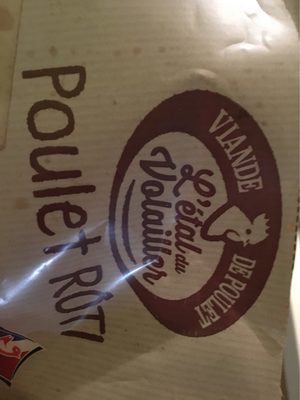 Poulet RÔTI
VIANDE
DE POULET
L'étal du
Volailler